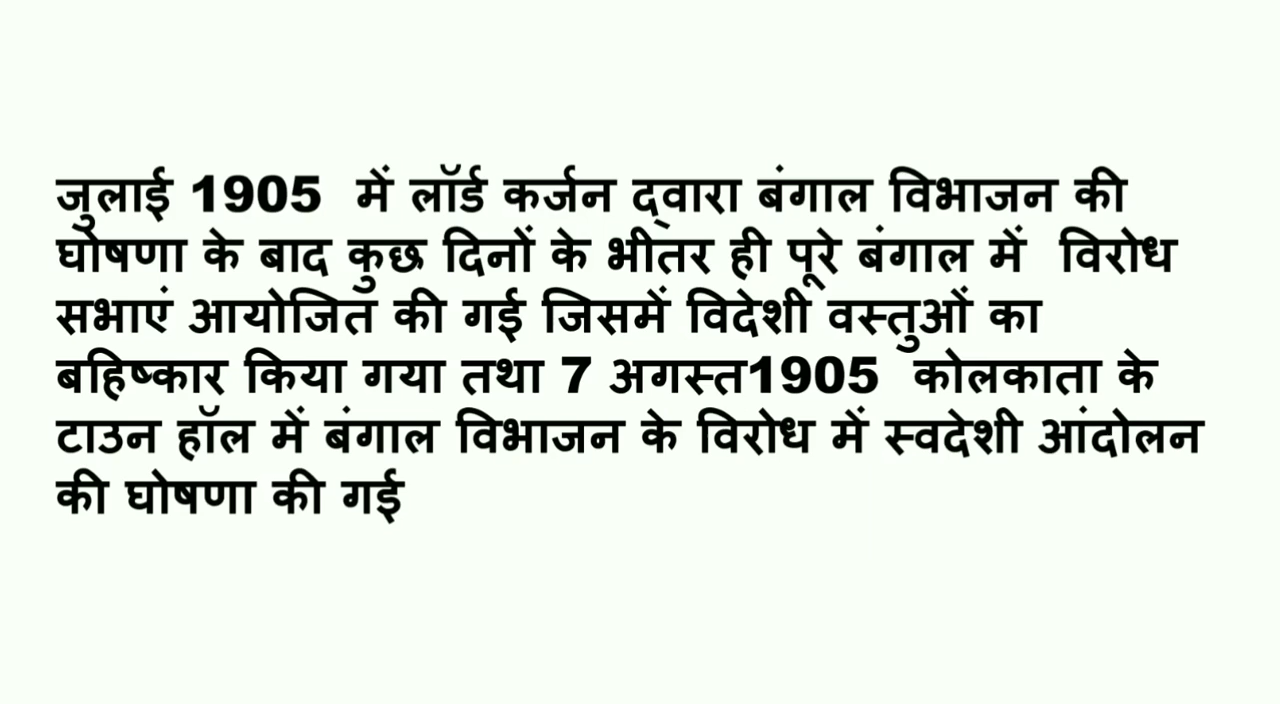 जुलाई 1905 में लॉर्ड कर्जन द्वारा बंगाल विभाजन की
घोषणा के बाद कुछ दिनों के भीतर ही पूरे बंगाल में विरोध
सभाएं आयोजित की गई जिसमें विदेशी वस्तुओं का
बहिष्कार किया गया तथा 7 अगस्त1905 कोलकाता के
टाउन हॉल में बंगाल विभाजन के विरोध में स्वदेशी आंदोलन
की घोषणा की गई